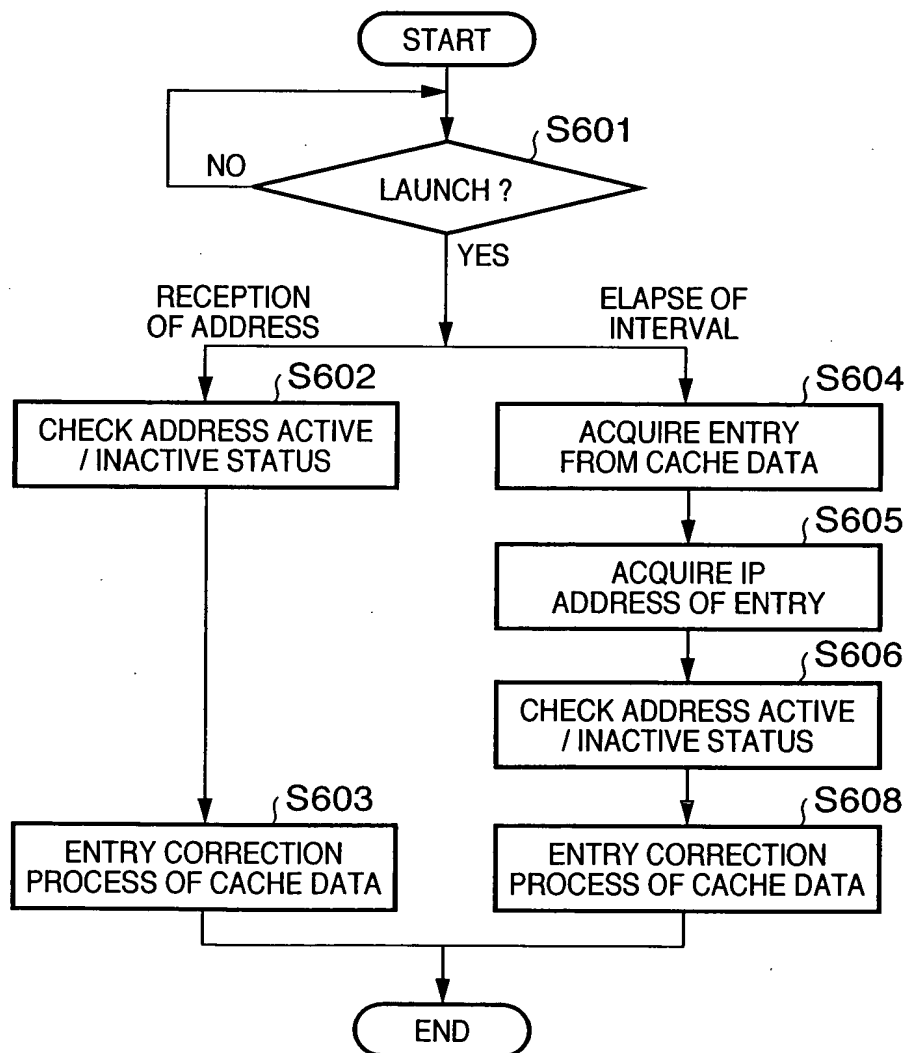 START
S601
NO
LAUNCH ?
YES
RECEPTION
OF ADDRESS
ELAPSE OF
INTERVAL
S602
CHECK ADDRESS ACTIVE
/ INACTIVE STATUS
S604
ACQUIRE ENTRY
FROM CACHE DATA
S605
ACQUIRE IP
ADDRESS OF ENTRY
S606
CHECK ADDRESS ACTIVE
/ INACTIVE STATUS
S603
ENTRY CORRECTION
PROCESS OF CACHE DATA
S608
ENTRY CORRECTION
PROCESS OF CACHE DATA
END